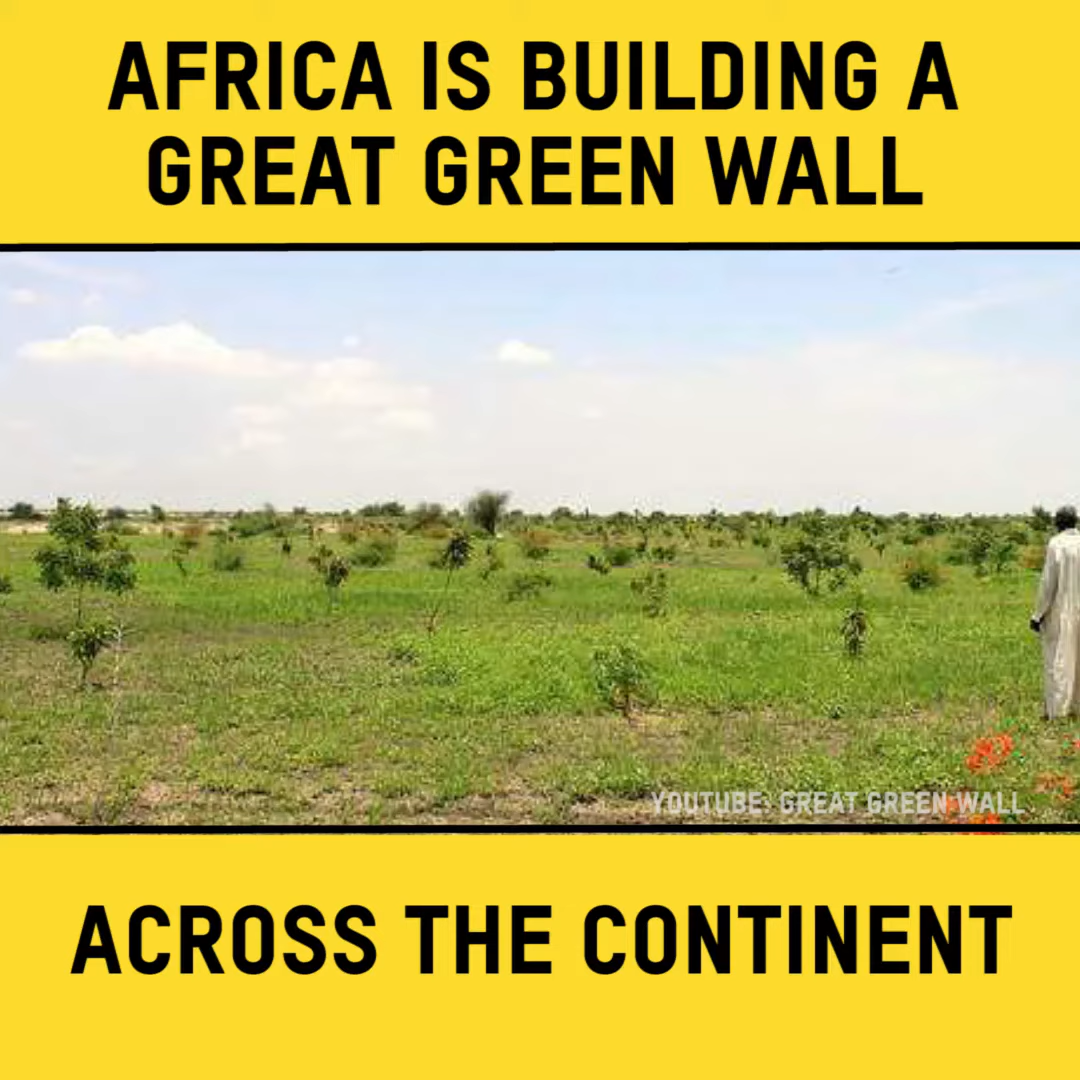 AFRICA IS BUILDING A
GREAT GREEN WALL
YOUTUBE: GREAT GREEN WALL
ACROSS THE CONTINENT